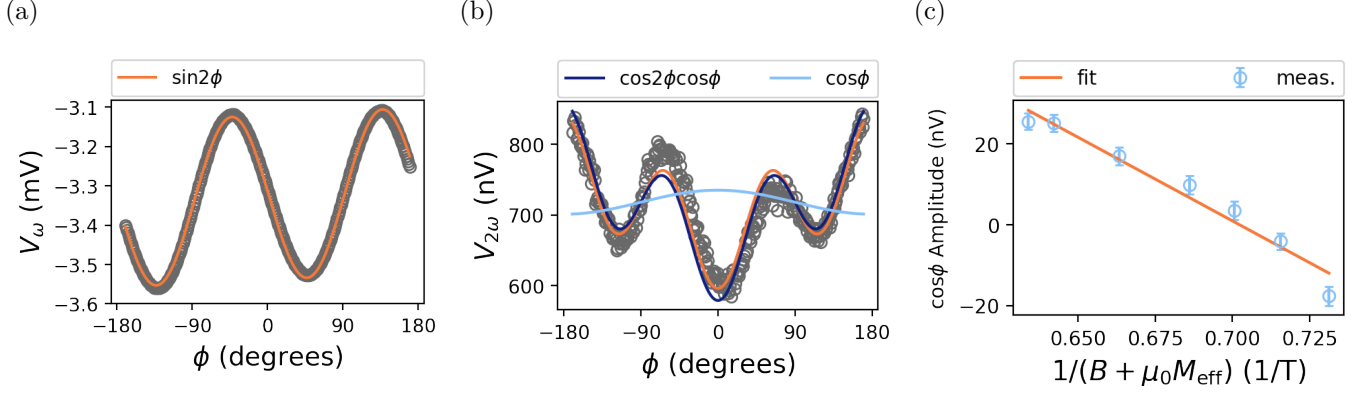 (a)
sin2ϕ
−3.1
−3.2
−3.3
−3.4
−3.5
−3.6
−180 −90 0 90 180
V_ω (mV)
ϕ (degrees)
(b)
cos2ϕcosϕ cosϕ
800
700
600
−180 −90 0 90 180
V_2ω (nV)
ϕ (degrees)
(c)
fit meas.
20
0
−20
0.650 0.675 0.700 0.725
cosϕ Amplitude (nV)
1/(B + μ₀M_eff) (1/T)